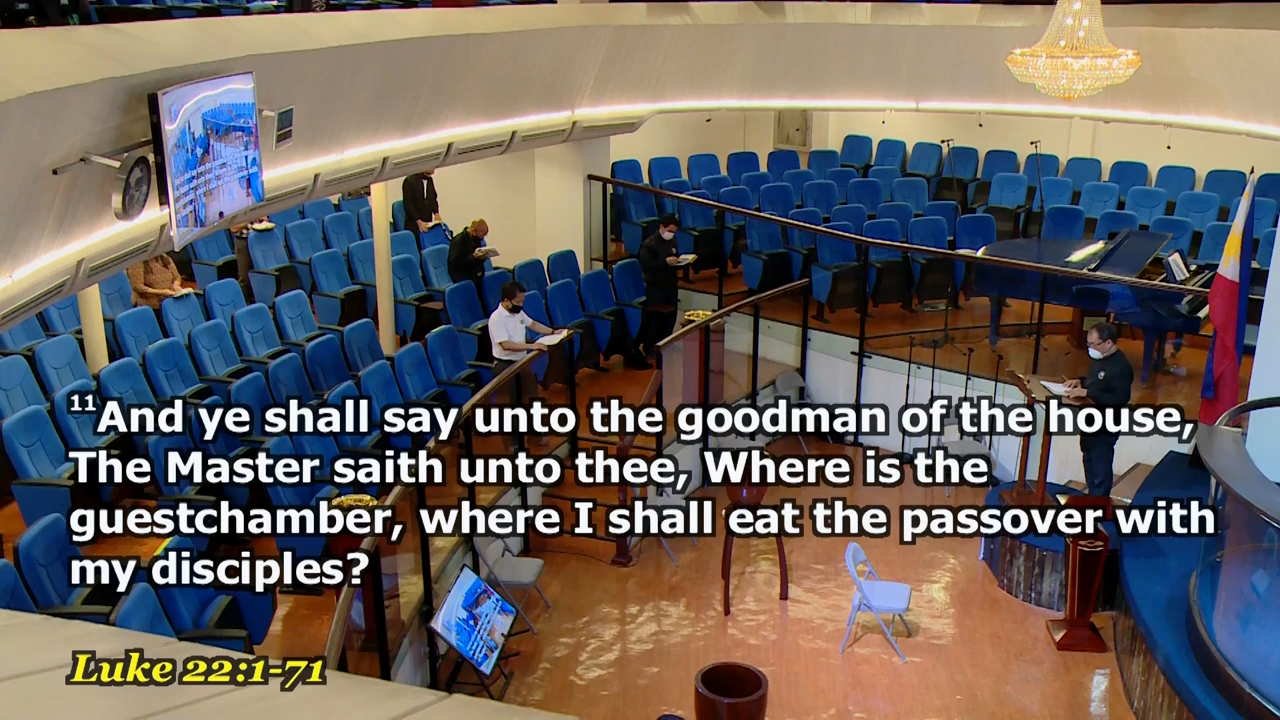 11And ye shall say unto the goodman of the house,
The Master saith unto thee, Where is the
guestchamber, where I shall eat the passover with
my disciples?
Luke 22:1-71